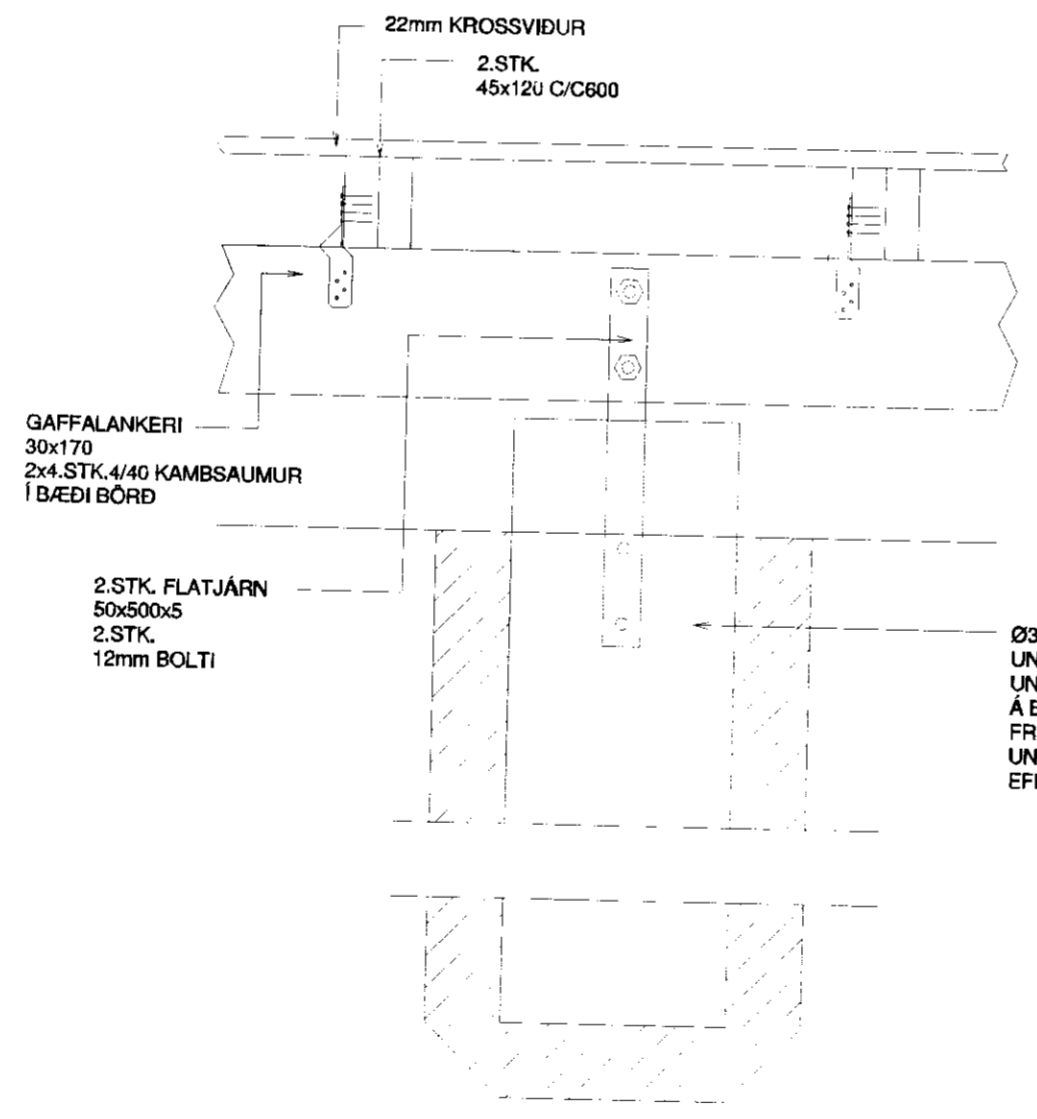 22mm KROSSVIÐUR
2.STK.
45x120 C/C600
GAFFALANKERI
30x170
2x4.STK.4/40 KAMBSAUMUR
Í BÆÐI BÖRÐ
2.STK. FLATJÁRN
50x500x5
2.STK.
12mm BOLTI
Ø3
UN
UN
Á
FR
UN